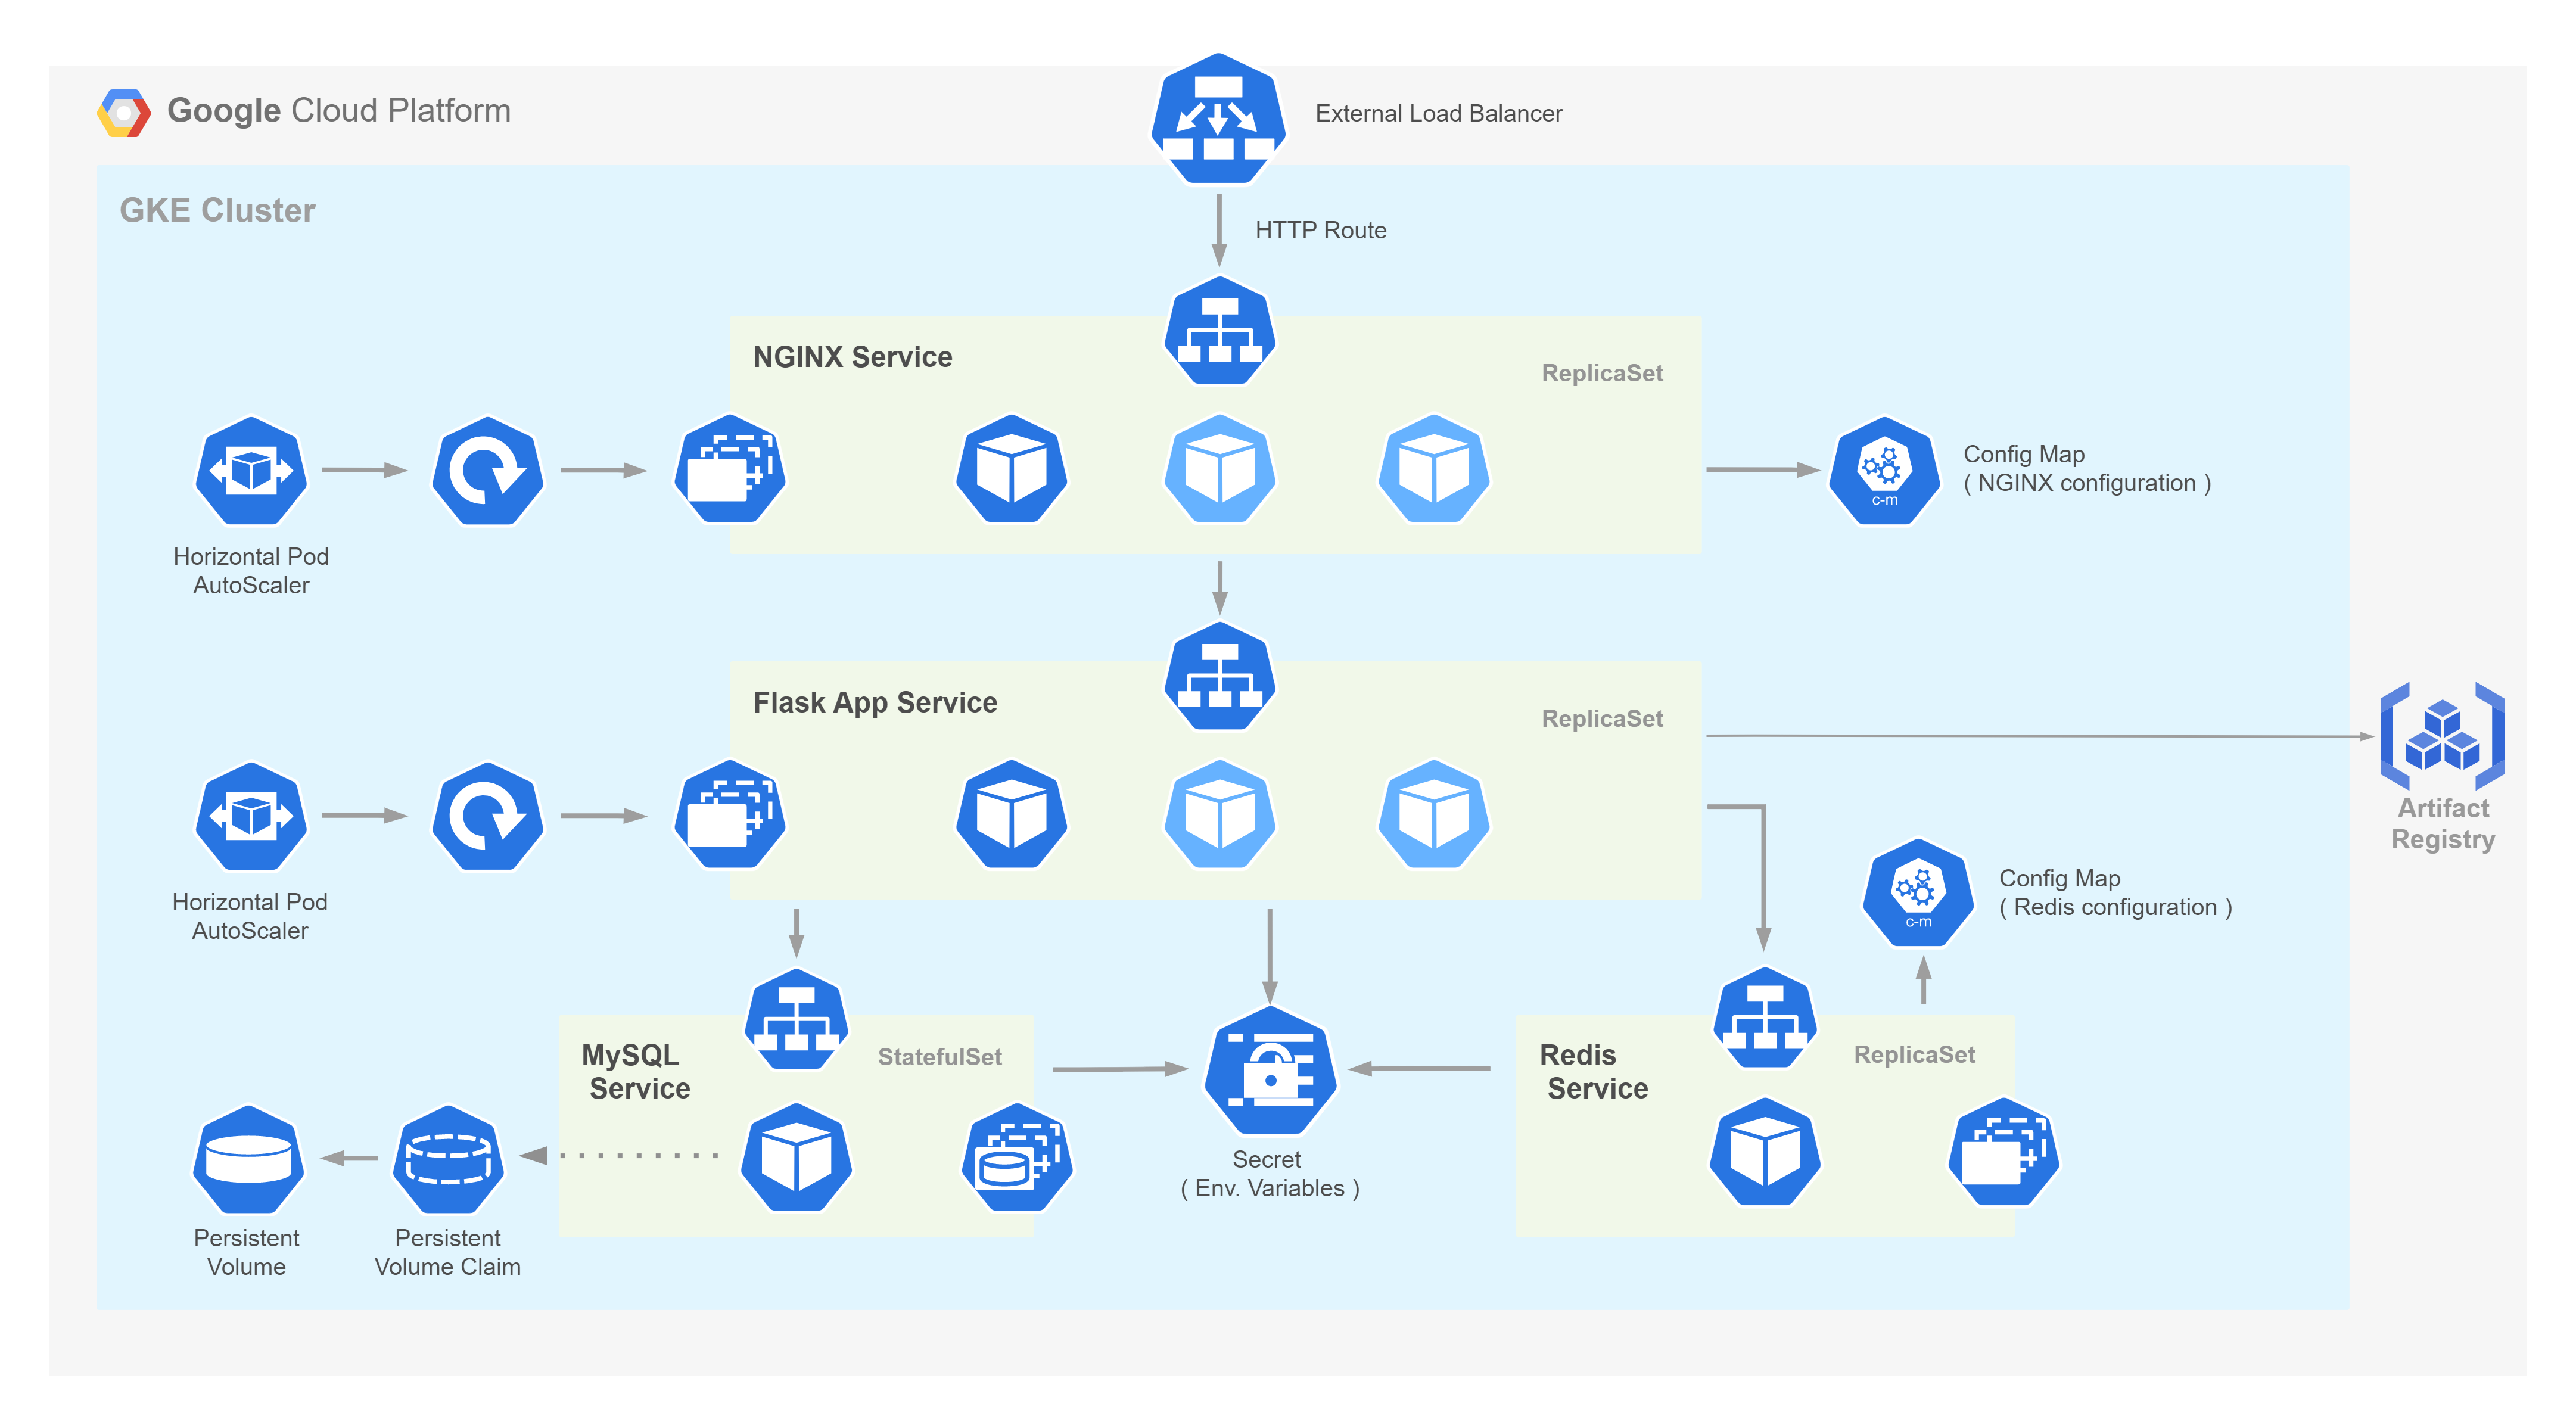 Google Cloud Platform
External Load Balancer
GKE Cluster
HTTP Route
NGINX Service
ReplicaSet
Horizontal Pod
AutoScaler
c-m
Config Map
( NGINX configuration )
Flask App Service
ReplicaSet
Horizontal Pod
AutoScaler
Artifact
Registry
c-m
Config Map
( Redis configuration )
MySQL
Service
StatefulSet
Secret
( Env. Variables )
Redis
Service
ReplicaSet
Persistent
Volume
Persistent
Volume Claim